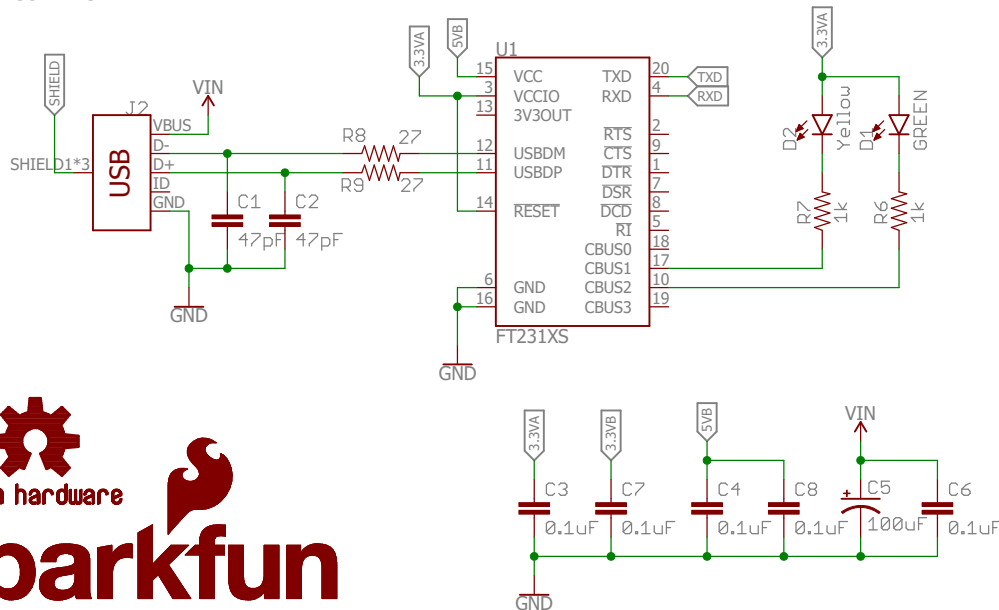 SHIELD
J2
VIN
VBUS
D-
D+
ID
GND
USB
SHIELD1*3
R8 27
R9 27
C1
47pF
C2
47pF
GND
3.3VA
5VB
U1
15 VCC
3 VCCIO
13 3V3OUT
12 USBDM
11 USBDP
14 RESET
6 GND
16 GND
TXD 20 TXD
RXD 4 RXD
RTS 2
CTS 9
DTR 1
DSR 7
DCD 8
RI 5
CBUS0 18
CBUS1 17
CBUS2 10
CBUS3 19
FT231XS
GND
3.3VA
D2
Yellow
D1
GREEN
R7
1k
R6
1k
hardware
parkfun
3.3VA
3.3VB
5VB
VIN
C3
0.1uF
C7
0.1uF
C4
0.1uF
C8
0.1uF
+
C5
100uF
C6
0.1uF
GND